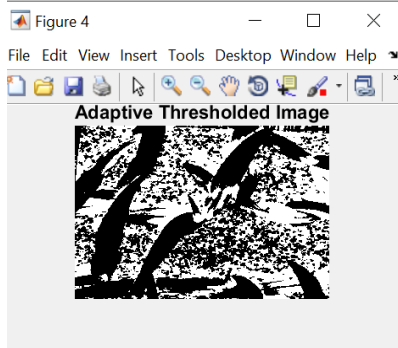 Figure 4
File Edit View Insert Tools Desktop Window Help
Adaptive Thresholded Image